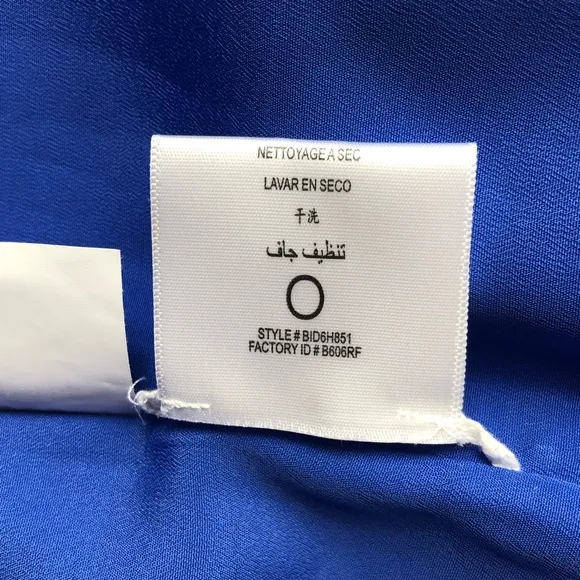 NETTOYAGE A SEC
LAVAR EN SECO
干洗
تنظيف جاف
STYLE # BID6H851
FACTORY ID # B606RF